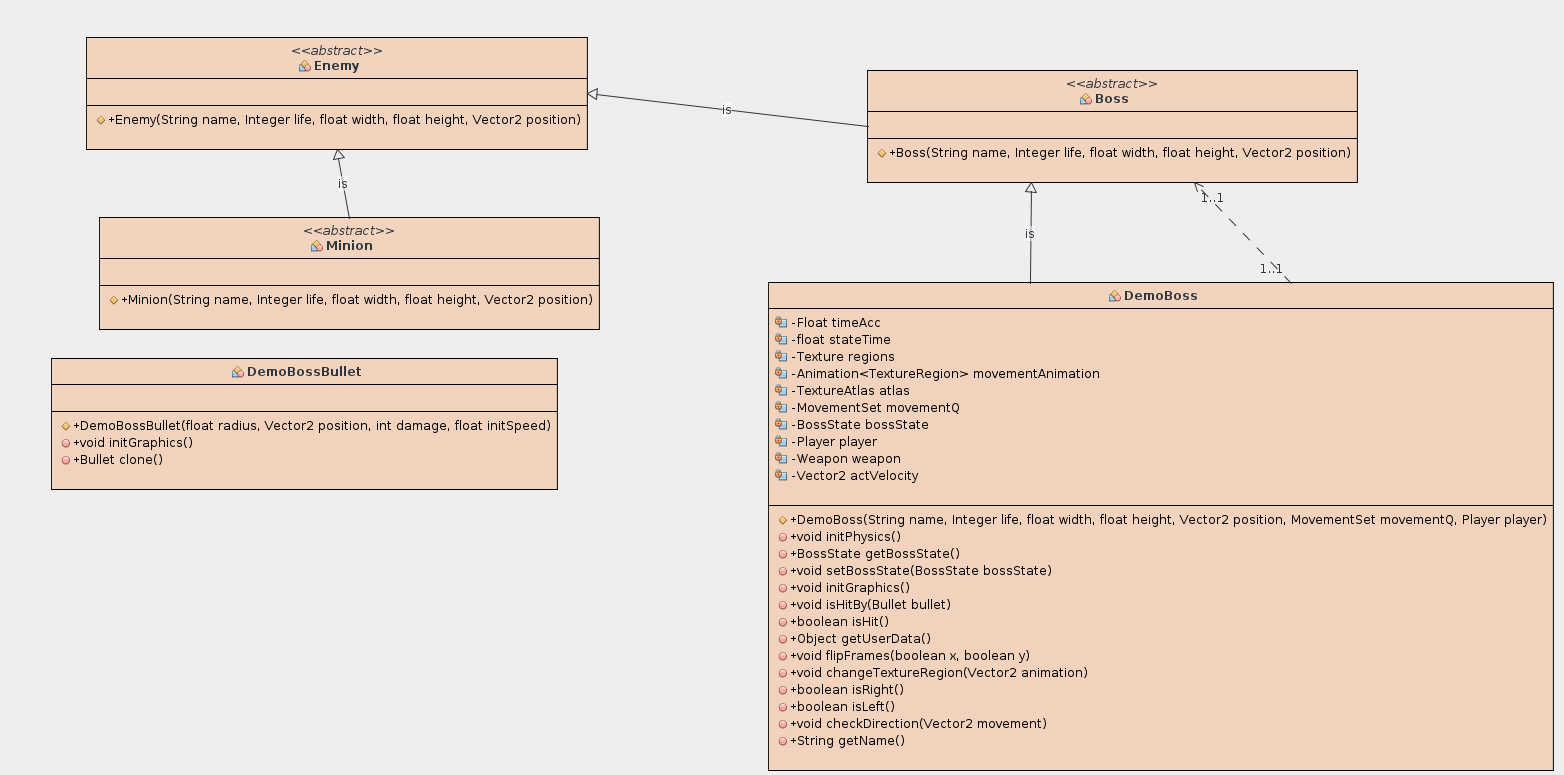 <<abstract>>
Enemy
+Enemy(String name, Integer life, float width, float height, Vector2 position)
is
<<abstract>>
Boss
+Boss(String name, Integer life, float width, float height, Vector2 position)
is
<<abstract>>
Minion
+Minion(String name, Integer life, float width, float height, Vector2 position)
1..1
is
1..1
DemoBossBullet
+DemoBossBullet(float radius, Vector2 position, int damage, float initSpeed)
+void initGraphics()
+Bullet clone()
DemoBoss
-Float timeAcc
-float stateTime
-Texture regions
-Animation<TextureRegion> movementAnimation
-TextureAtlas atlas
-MovementSet movementQ
-BossState bossState
-Player player
-Weapon weapon
-Vector2 actVelocity
+DemoBoss(String name, Integer life, float width, float height, Vector2 position, MovementSet movementQ, Player player)
+void initPhysics()
+BossState getBossState()
+void setBossState(BossState bossState)
+void initGraphics()
+void isHitBy(Bullet bullet)
+boolean isHit()
+Object getUserData()
+void flipFrames(boolean x, boolean y)
+void changeTextureRegion(Vector2 animation)
+boolean isRight()
+boolean isLeft()
+void checkDirection(Vector2 movement)
+String getName()